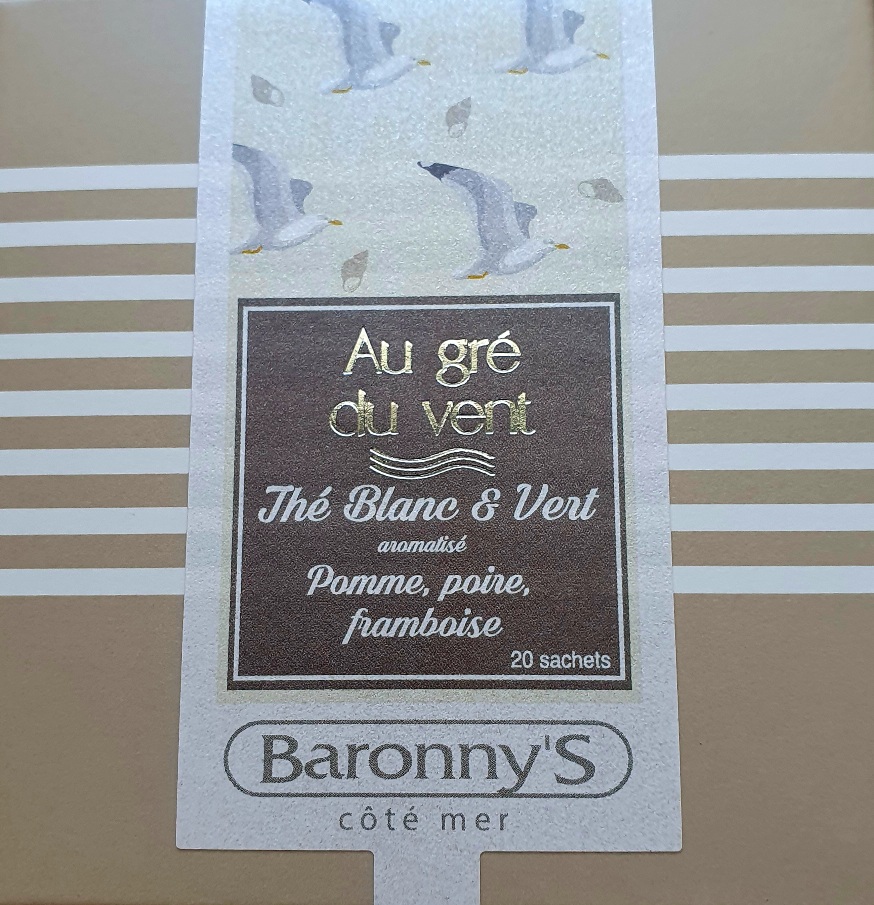 Au gré
du vent
Thé Blanc & Vert
aromatisé
Pomme, poire,
framboise
20 sachets
Baronny'S
côté mer